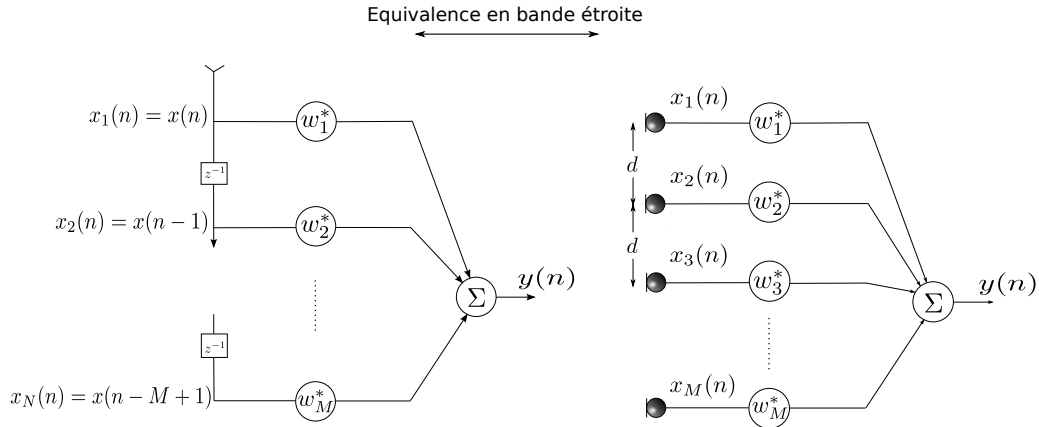 Equivalence en bande étroite
x_1(n) = x(n)
w_1^*
z^{-1}
x_2(n) = x(n − 1)
w_2^*
Σ
y(n)
z^{-1}
x_N(n) = x(n − M + 1)
w_M^*
x_1(n)
w_1^*
d
x_2(n)
w_2^*
d
x_3(n)
w_3^*
Σ
y(n)
x_M(n)
w_M^*